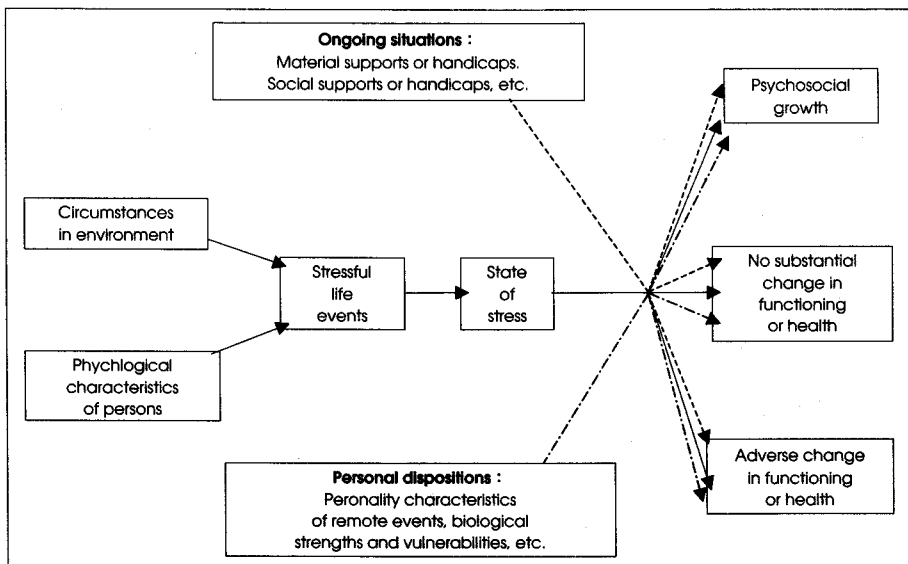 Ongoing situations :
Material supports or handicaps.
Social supports or handicaps, etc.
Psychosocial
growth
Circumstances
in environment
Stressful
life
events
State
of
stress
No substantial
change in
functioning
or health
Phychlogical
characteristics
of persons
Personal dispositions :
Peronality characteristics
of remote events, biological
strengths and vulnerabilities, etc.
Adverse change
in functioning
or health